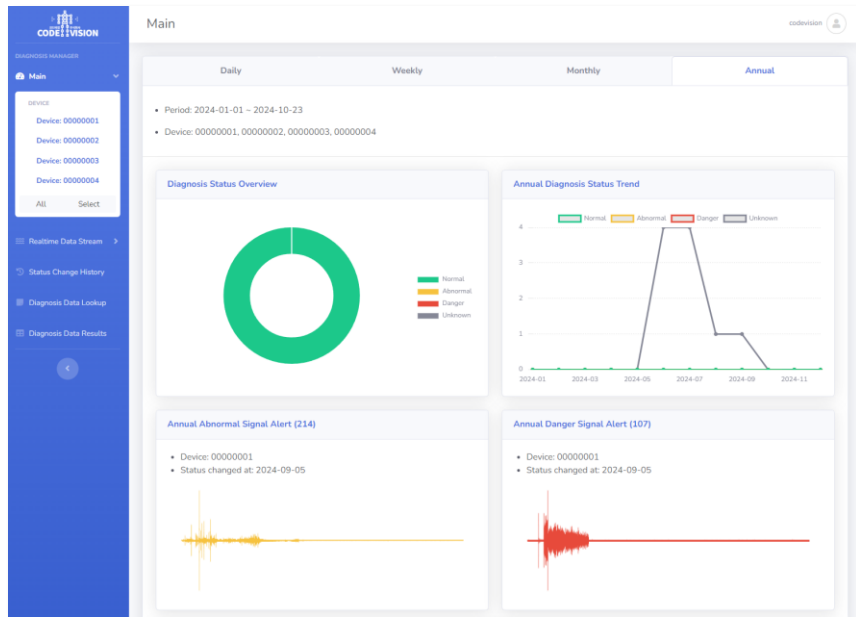 CODE VISION
Main
codevision
DIAGNOSIS MANAGER
Main
DEVICE
Device: 00000001
Device: 00000002
Device: 00000003
Device: 00000004
All Select
Realtime Data Stream
Status Change History
Diagnosis Data Lookup
Diagnosis Data Results
Daily Weekly Monthly Annual
• Period: 2024-01-01 ~ 2024-10-23
• Device: 00000001, 00000002, 00000003, 00000004
Diagnosis Status Overview
Normal
Abnormal
Danger
Unknown
Annual Diagnosis Status Trend
Normal Abnormal Danger Unknown
4
3
2
1
0
2024-01 2024-03 2024-05 2024-07 2024-09 2024-11
Annual Abnormal Signal Alert (214)
• Device: 00000001
• Status changed at: 2024-09-05
Annual Danger Signal Alert (107)
• Device: 00000001
• Status changed at: 2024-09-05